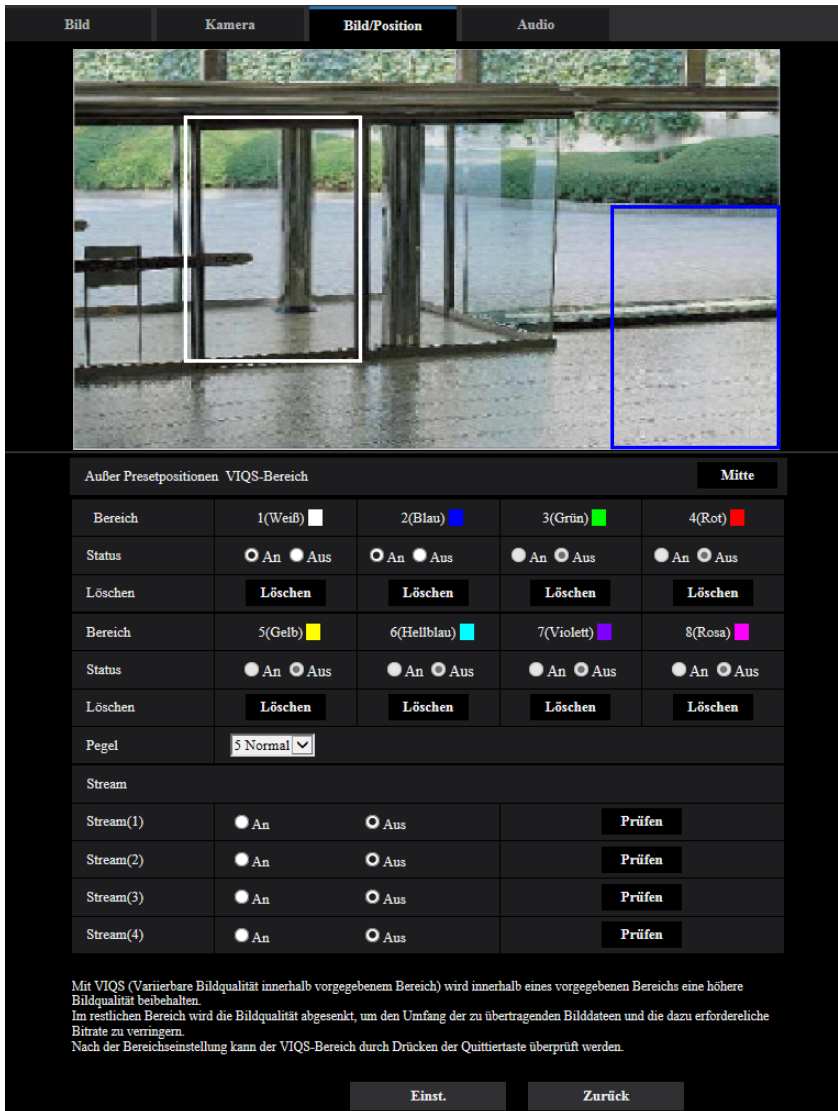 Bild Kamera Bild/Position Audio
Außer Presetpositionen VIQS-Bereich Mitte
Bereich 1(Weiß) 2(Blau) 3(Grün) 4(Rot)
Status An Aus An Aus An Aus An Aus
Löschen Löschen Löschen Löschen Löschen
Bereich 5(Gelb) 6(Hellblau) 7(Violett) 8(Rosa)
Status An Aus An Aus An Aus An Aus
Löschen Löschen Löschen Löschen Löschen
Pegel 5 Normal
Stream
Stream(1) An Aus Prüfen
Stream(2) An Aus Prüfen
Stream(3) An Aus Prüfen
Stream(4) An Aus Prüfen
Mit VIQS (Variierbare Bildqualität innerhalb vorgegebenem Bereich) wird innerhalb eines vorgegebenen Bereichs eine höhere
Bildqualität beibehalten.
Im restlichen Bereich wird die Bildqualität abgesenkt, um den Umfang der zu übertragenden Bilddateen und die dazu erfordereliche
Bitrate zu verringern.
Nach der Bereichseinstellung kann der VIQS-Bereich durch Drücken der Quittiertaste überprüft werden.
Einst. Zurück